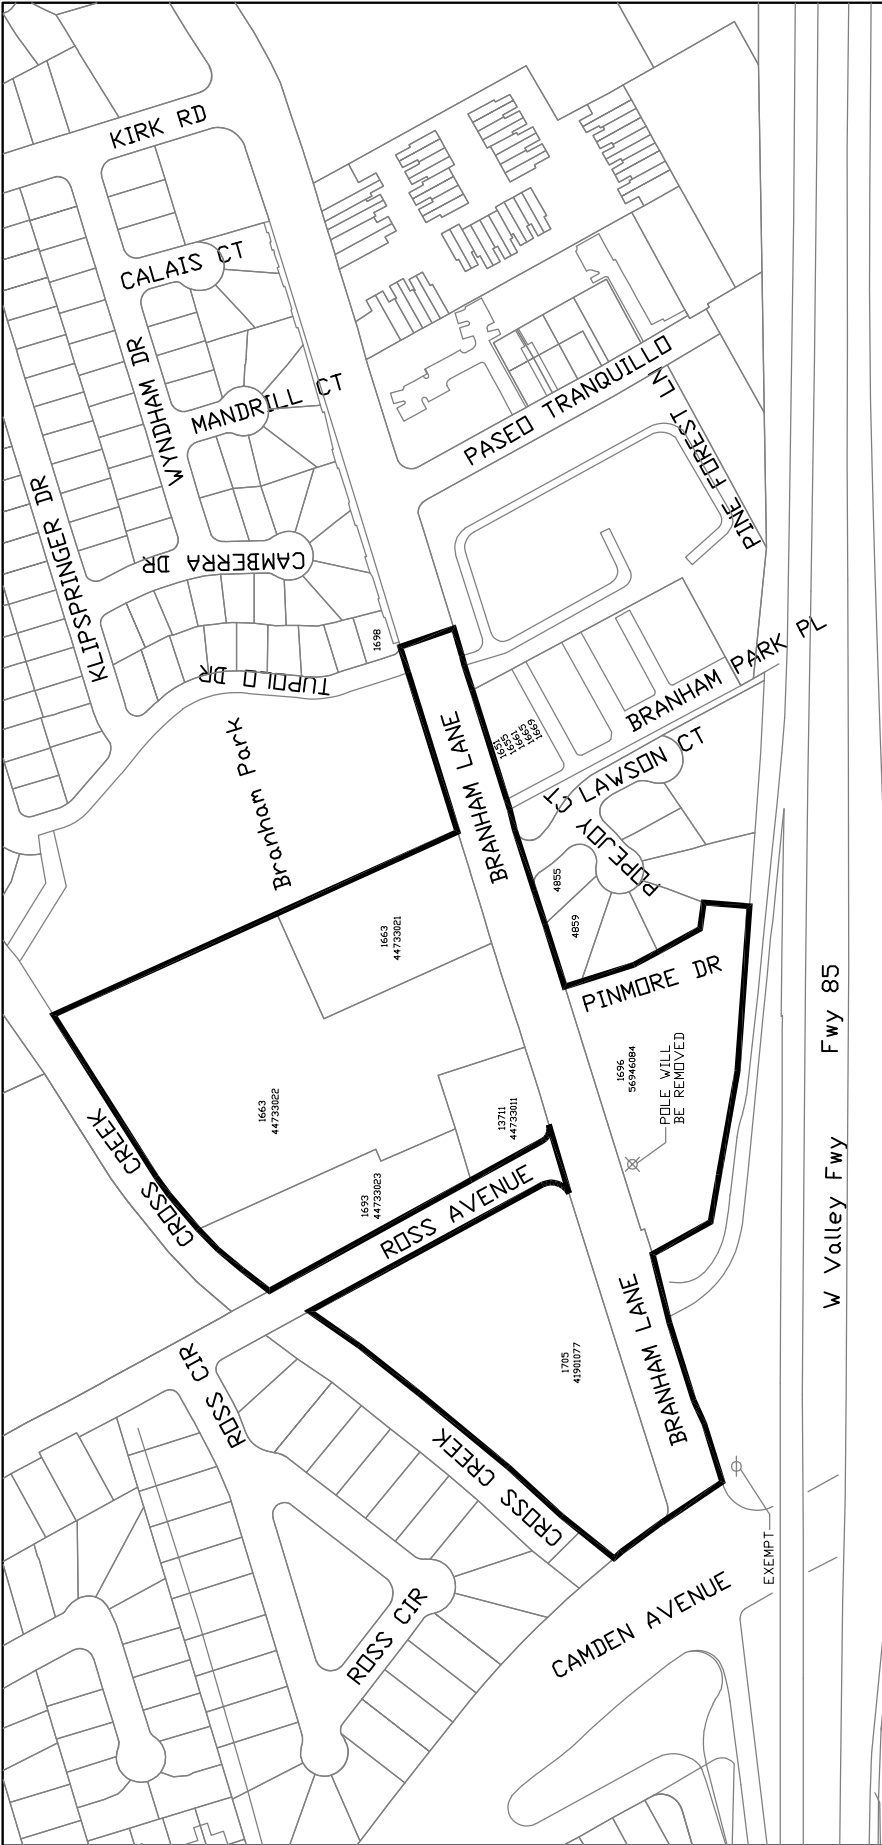 KIRK RD
CALAIS CT
WYNDHAM DR
MANDRILL CT
PASEO TRANQUILLO
PINE FOREST LN
KLIPSPRINGER DR
CAMBERRA DR
TUPOLO DR
1698
BRANHAM PARK PL
Branham Park
BRANHAM LANE
1651
1655
1661
1665
1669
LAWSON CT
POPEJOY CT
4855
4859
1663
44733021
PINMORE DR
W Valley Fwy
Fwy 85
1696
56946084
POLE WILL
BE REMOVED
1663
44733022
13711
44733011
CROSS CREEK
1693
44733023
ROSS AVENUE
BRANHAM LANE
ROSS CIR
1705
41901077
CROSS CREEK
EXEMPT
ROSS CIR
CAMDEN AVENUE